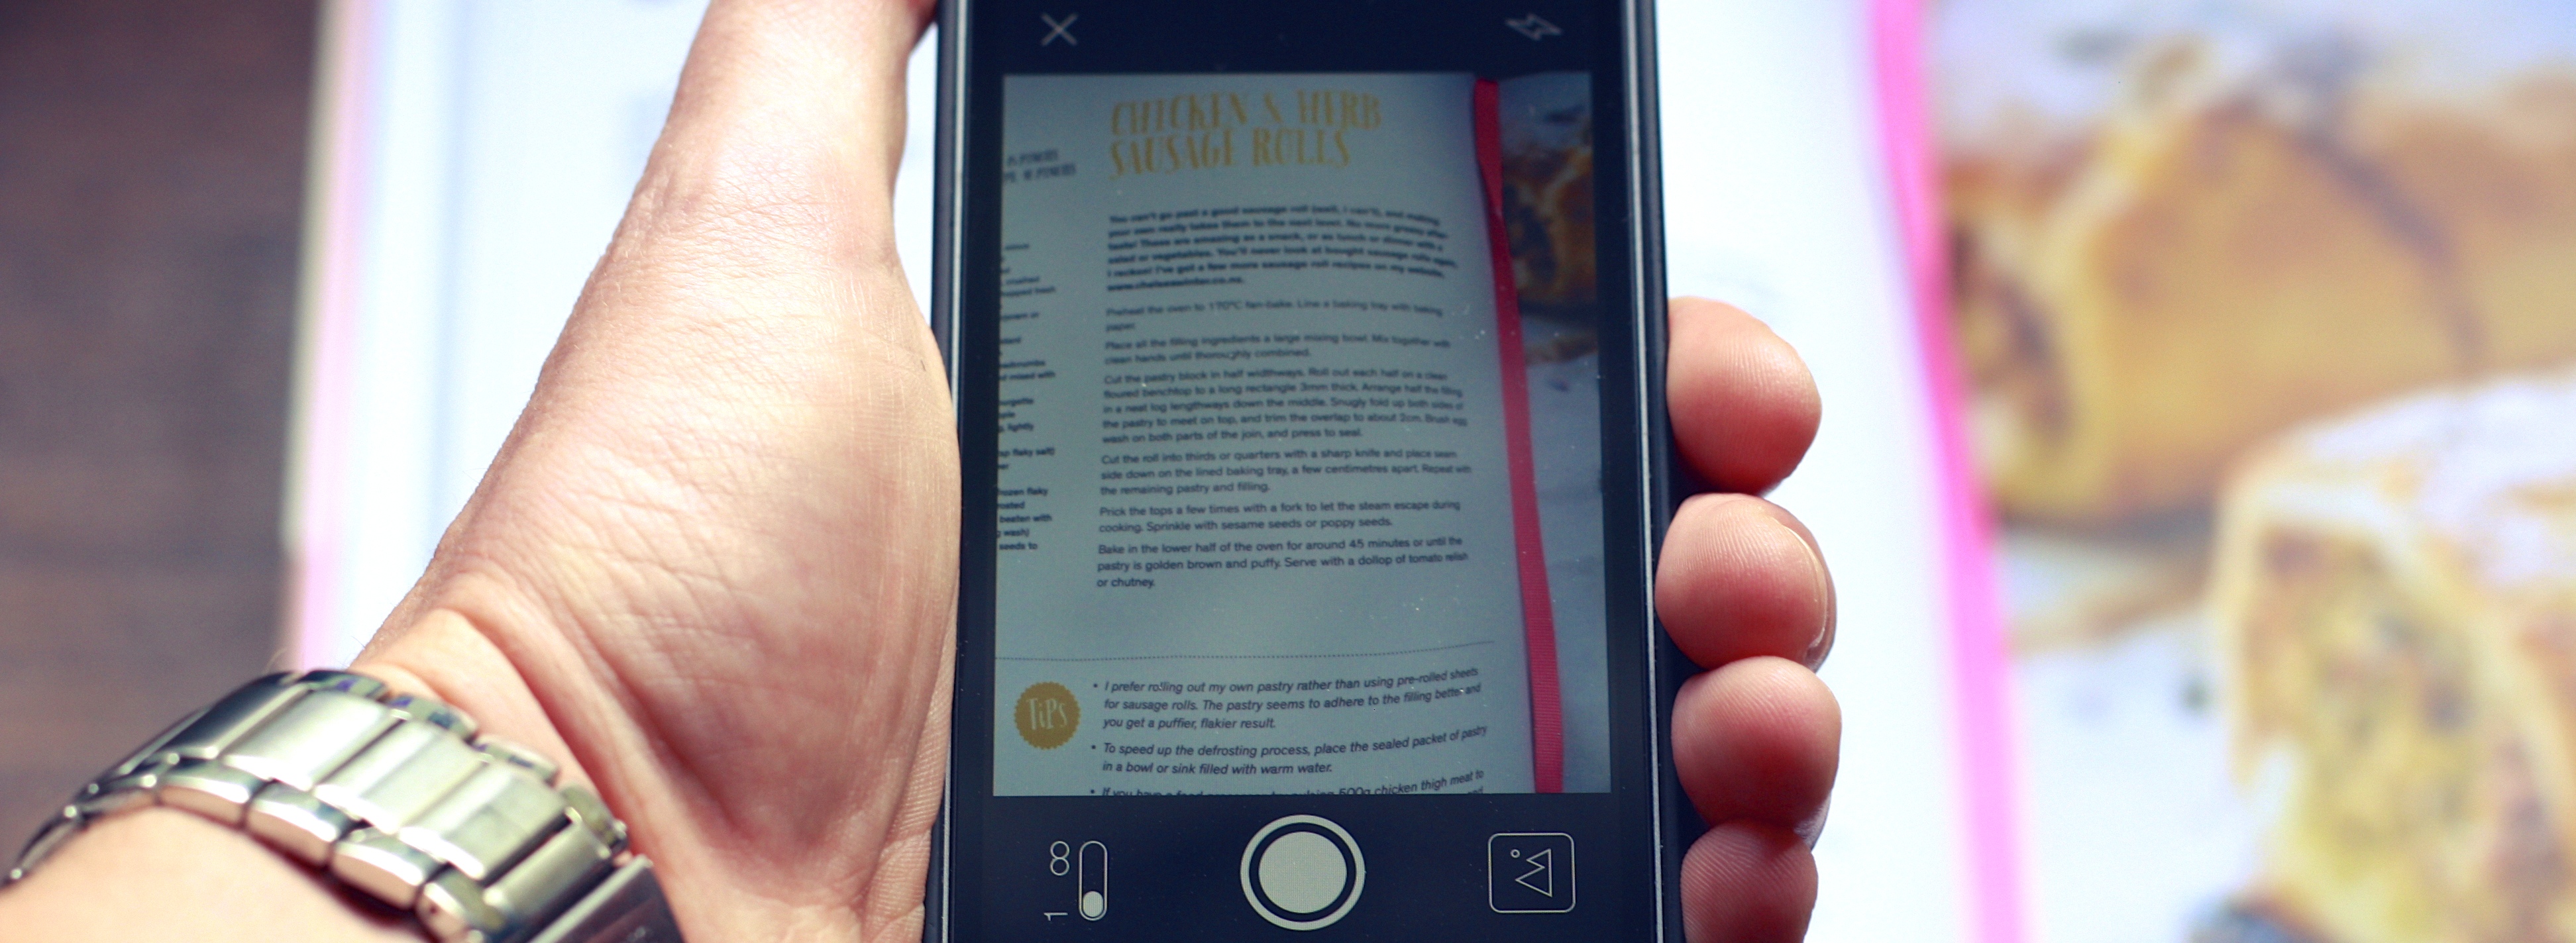 CHICKEN & HERB
SAUSAGE ROLLS
You can't go past a good sausage roll (well, I can't), and making
your own really takes them to the next level. No more greasy after-
taste! These are amazing as a snack, or as lunch or dinner with a
salad or vegetables. You'll never look at bought sausage rolls again,
I reckon! I've got a few more sausage roll recipes on my website,
www.chelseawinter.co.nz.
Preheat the oven to 170°C fan-bake. Line a baking tray with baking
paper.
Place all the filling ingredients a large mixing bowl. Mix together with
clean hands until thoroughly combined.
Cut the pastry block in half widthways. Roll out each half on a clean
floured benchtop to a long rectangle 3mm thick. Arrange half the filling
in a neat log lengthways down the middle. Snugly fold up both sides of
the pastry to meet on top, and trim the overlap to about 2cm. Brush egg
wash on both parts of the join, and press to seal.
Cut the roll into thirds or quarters with a sharp knife and place seam
side down on the lined baking tray, a few centimetres apart. Repeat with
the remaining pastry and filling.
Prick the tops a few times with a fork to let the steam escape during
cooking. Sprinkle with sesame seeds or poppy seeds.
Bake in the lower half of the oven for around 45 minutes or until the
pastry is golden brown and puffy. Serve with a dollop of tomato relish
or chutney.
mixed with
lightly
flaky salt)
frozen flaky
beaten with
wash)
seeds to
TiPS
• I prefer rolling out my own pastry rather than using pre-rolled sheets
for sausage rolls. The pastry seems to adhere to the filling better and
you get a puffier, flakier result.
• To speed up the defrosting process, place the sealed packet of pastry
in a bowl or sink filled with warm water.
• If you have a food 500g chicken thigh meat to
8
1